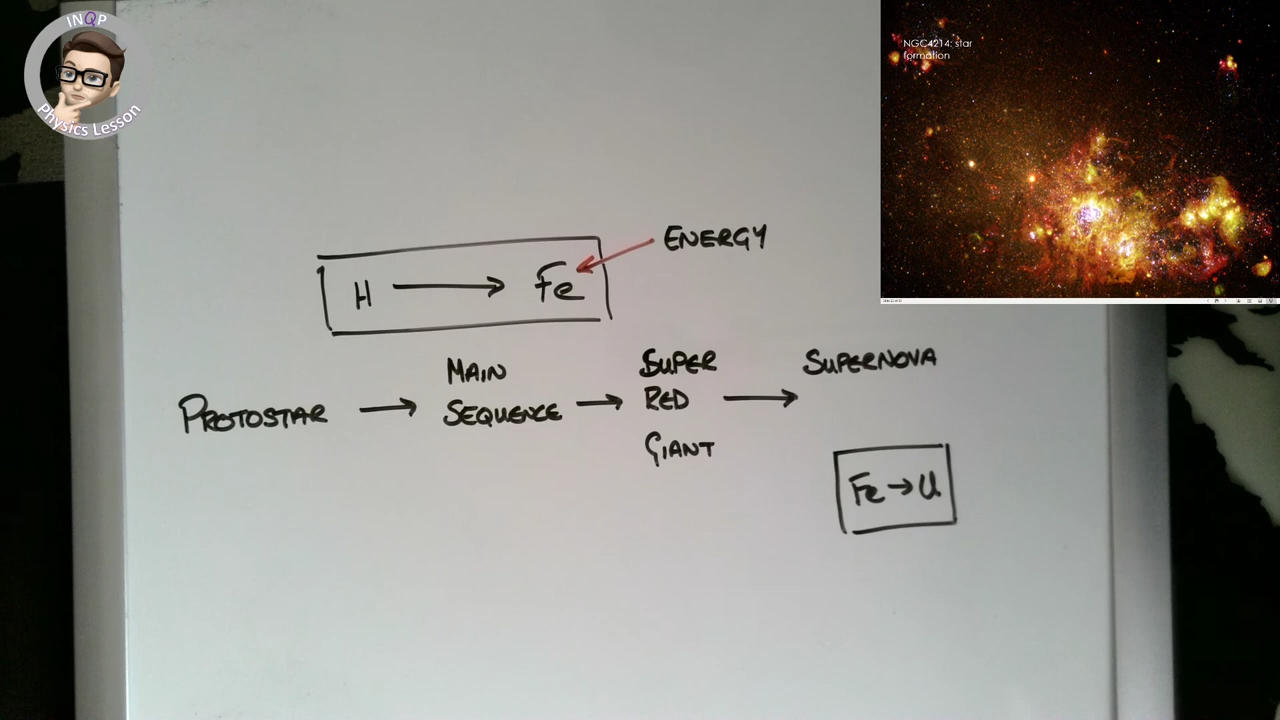 INQP
Physics Lesson
NGC4214: star
formation
ENERGY
H → Fe
PROTOSTAR → MAIN SEQUENCE → SUPER RED GIANT → SUPERNOVA
Fe → U